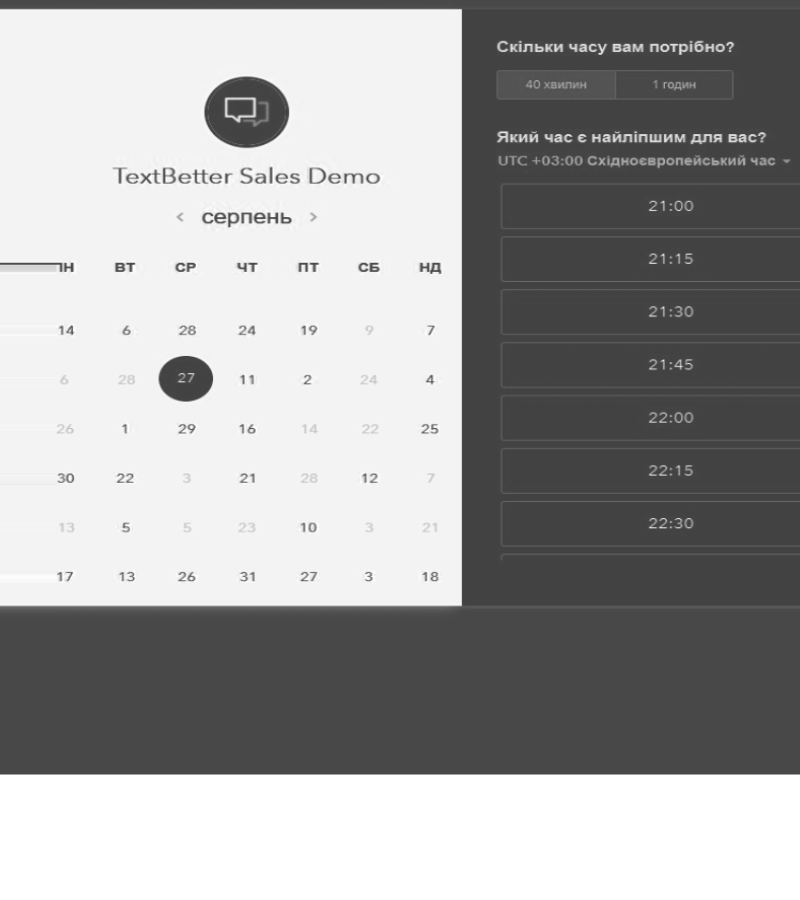 TextBetter Sales Demo
< серпень >
ПН ВТ СР ЧТ ПТ СБ НД
14 6 28 24 19 9 7
6 28 27 11 2 24 4
26 1 29 16 14 22 25
30 22 3 21 28 12 7
13 5 5 23 10 3 21
17 13 26 31 27 3 18
Скільки часу вам потрібно?
40 хвилин 1 годин
Який час є найліпшим для вас?
UTC +03:00 Східноєвропейський час
21:00
21:15
21:30
21:45
22:00
22:15
22:30